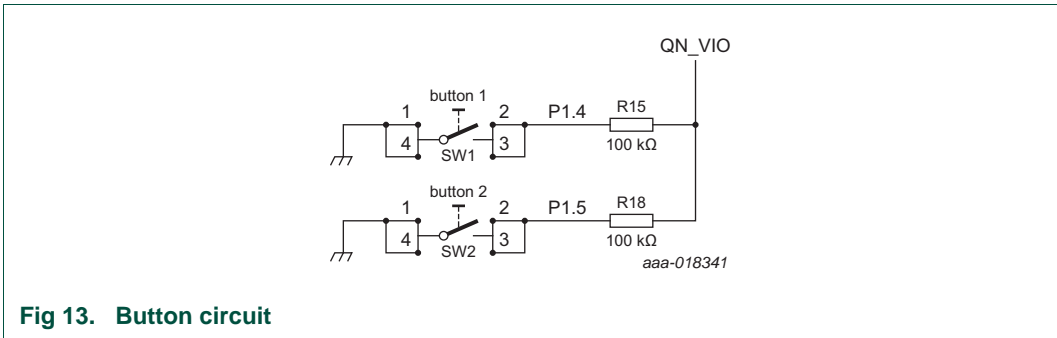 QN_VIO
button 1
1 2 P1.4 R15
4 3 100 kΩ
SW1
button 2
1 2 P1.5 R18
4 3 100 kΩ
SW2
aaa-018341
Fig 13. Button circuit